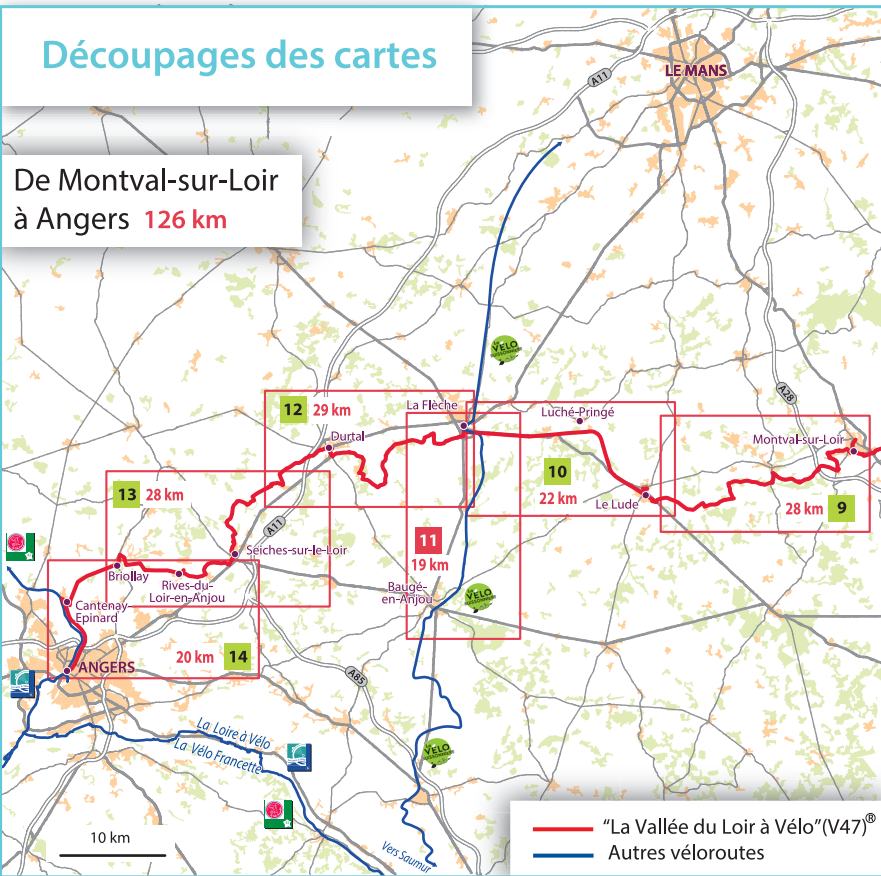 Découpages des cartes
De Montval-sur-Loir
à Angers 126 km
LE MANS
A11
La VELO BUISSONNIERE
A28
12 29 km
La Flèche
Luché-Pringé
Durtal
Montval-sur-Loir
10
22 km
Le Lude
28 km 9
13 28 km
A11
11
19 km
Seiches-sur-le-Loir
Briollay
Rives-du-
Loir-en-Anjou
Baugé-
en-Anjou
Cantenay-
Epinard
20 km 14
ANGERS
A85
La Loire à Vélo
La Vélo Francette
10 km
Vers Saumur
"La Vallée du Loir à Vélo"(V47)®
Autres véloroutes